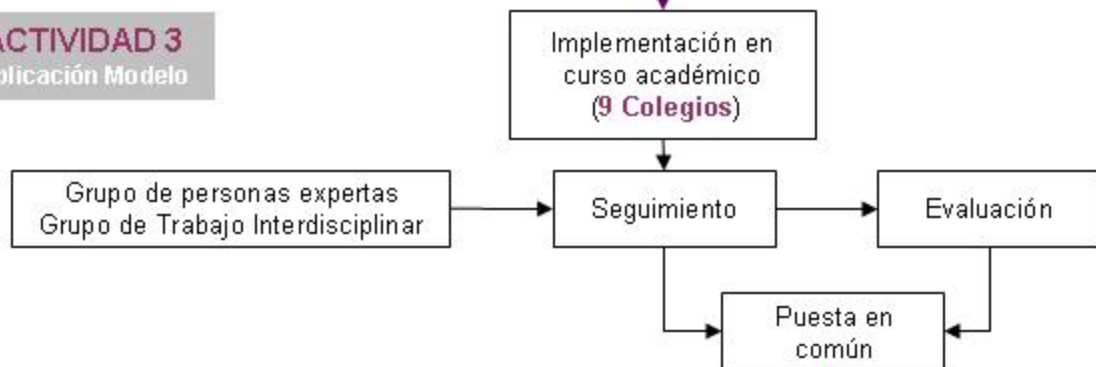 ACTIVIDAD 3
plicación Modelo
Implementación en
curso académico
(9 Colegios)
Grupo de personas expertas
Grupo de Trabajo Interdisciplinar
Seguimiento
Evaluación
Puesta en
común